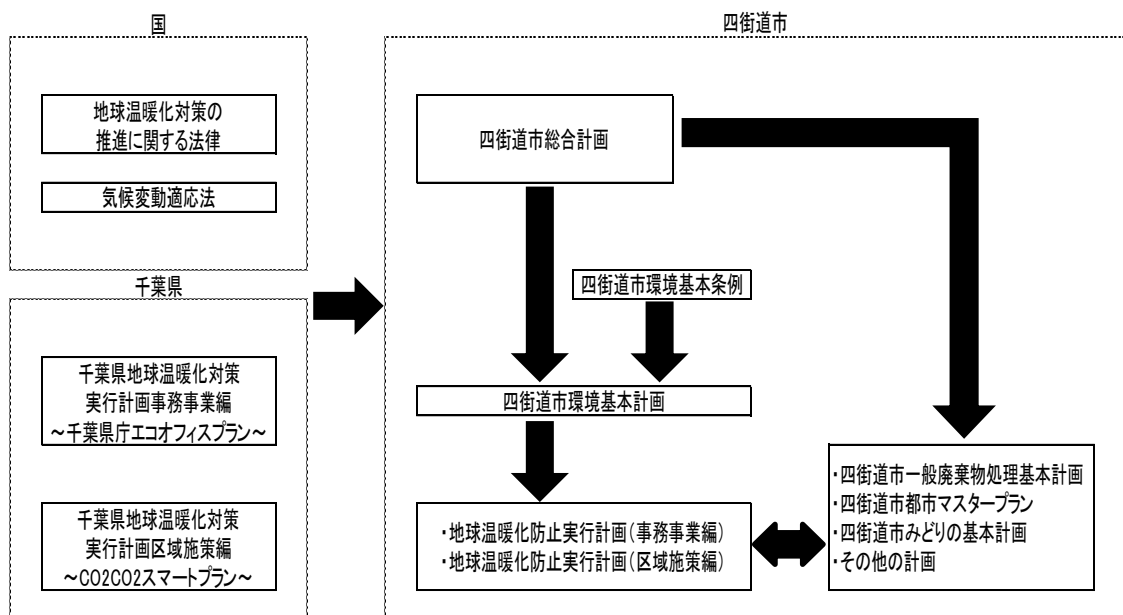 国
地球温暖化対策の
推進に関する法律
気候変動適応法
千葉県
千葉県地球温暖化対策
実行計画事務事業編
～千葉県庁エコオフィスプラン～
千葉県地球温暖化対策
実行計画区域施策編
～CO2CO2スマートプラン～
四街道市
四街道市総合計画
四街道市環境基本条例
四街道市環境基本計画
・地球温暖化防止実行計画（事務事業編）
・地球温暖化防止実行計画（区域施策編）
・四街道市一般廃棄物処理基本計画
・四街道市都市マスタープラン
・四街道市みどりの基本計画
・その他の計画